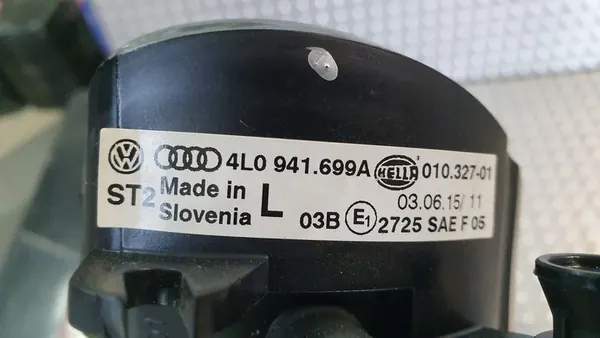 4L0 941.699A HELLA 010.327-01
ST2 Made in Slovenia L 03.06.15/ 11
03B E1 2725 SAE F 05